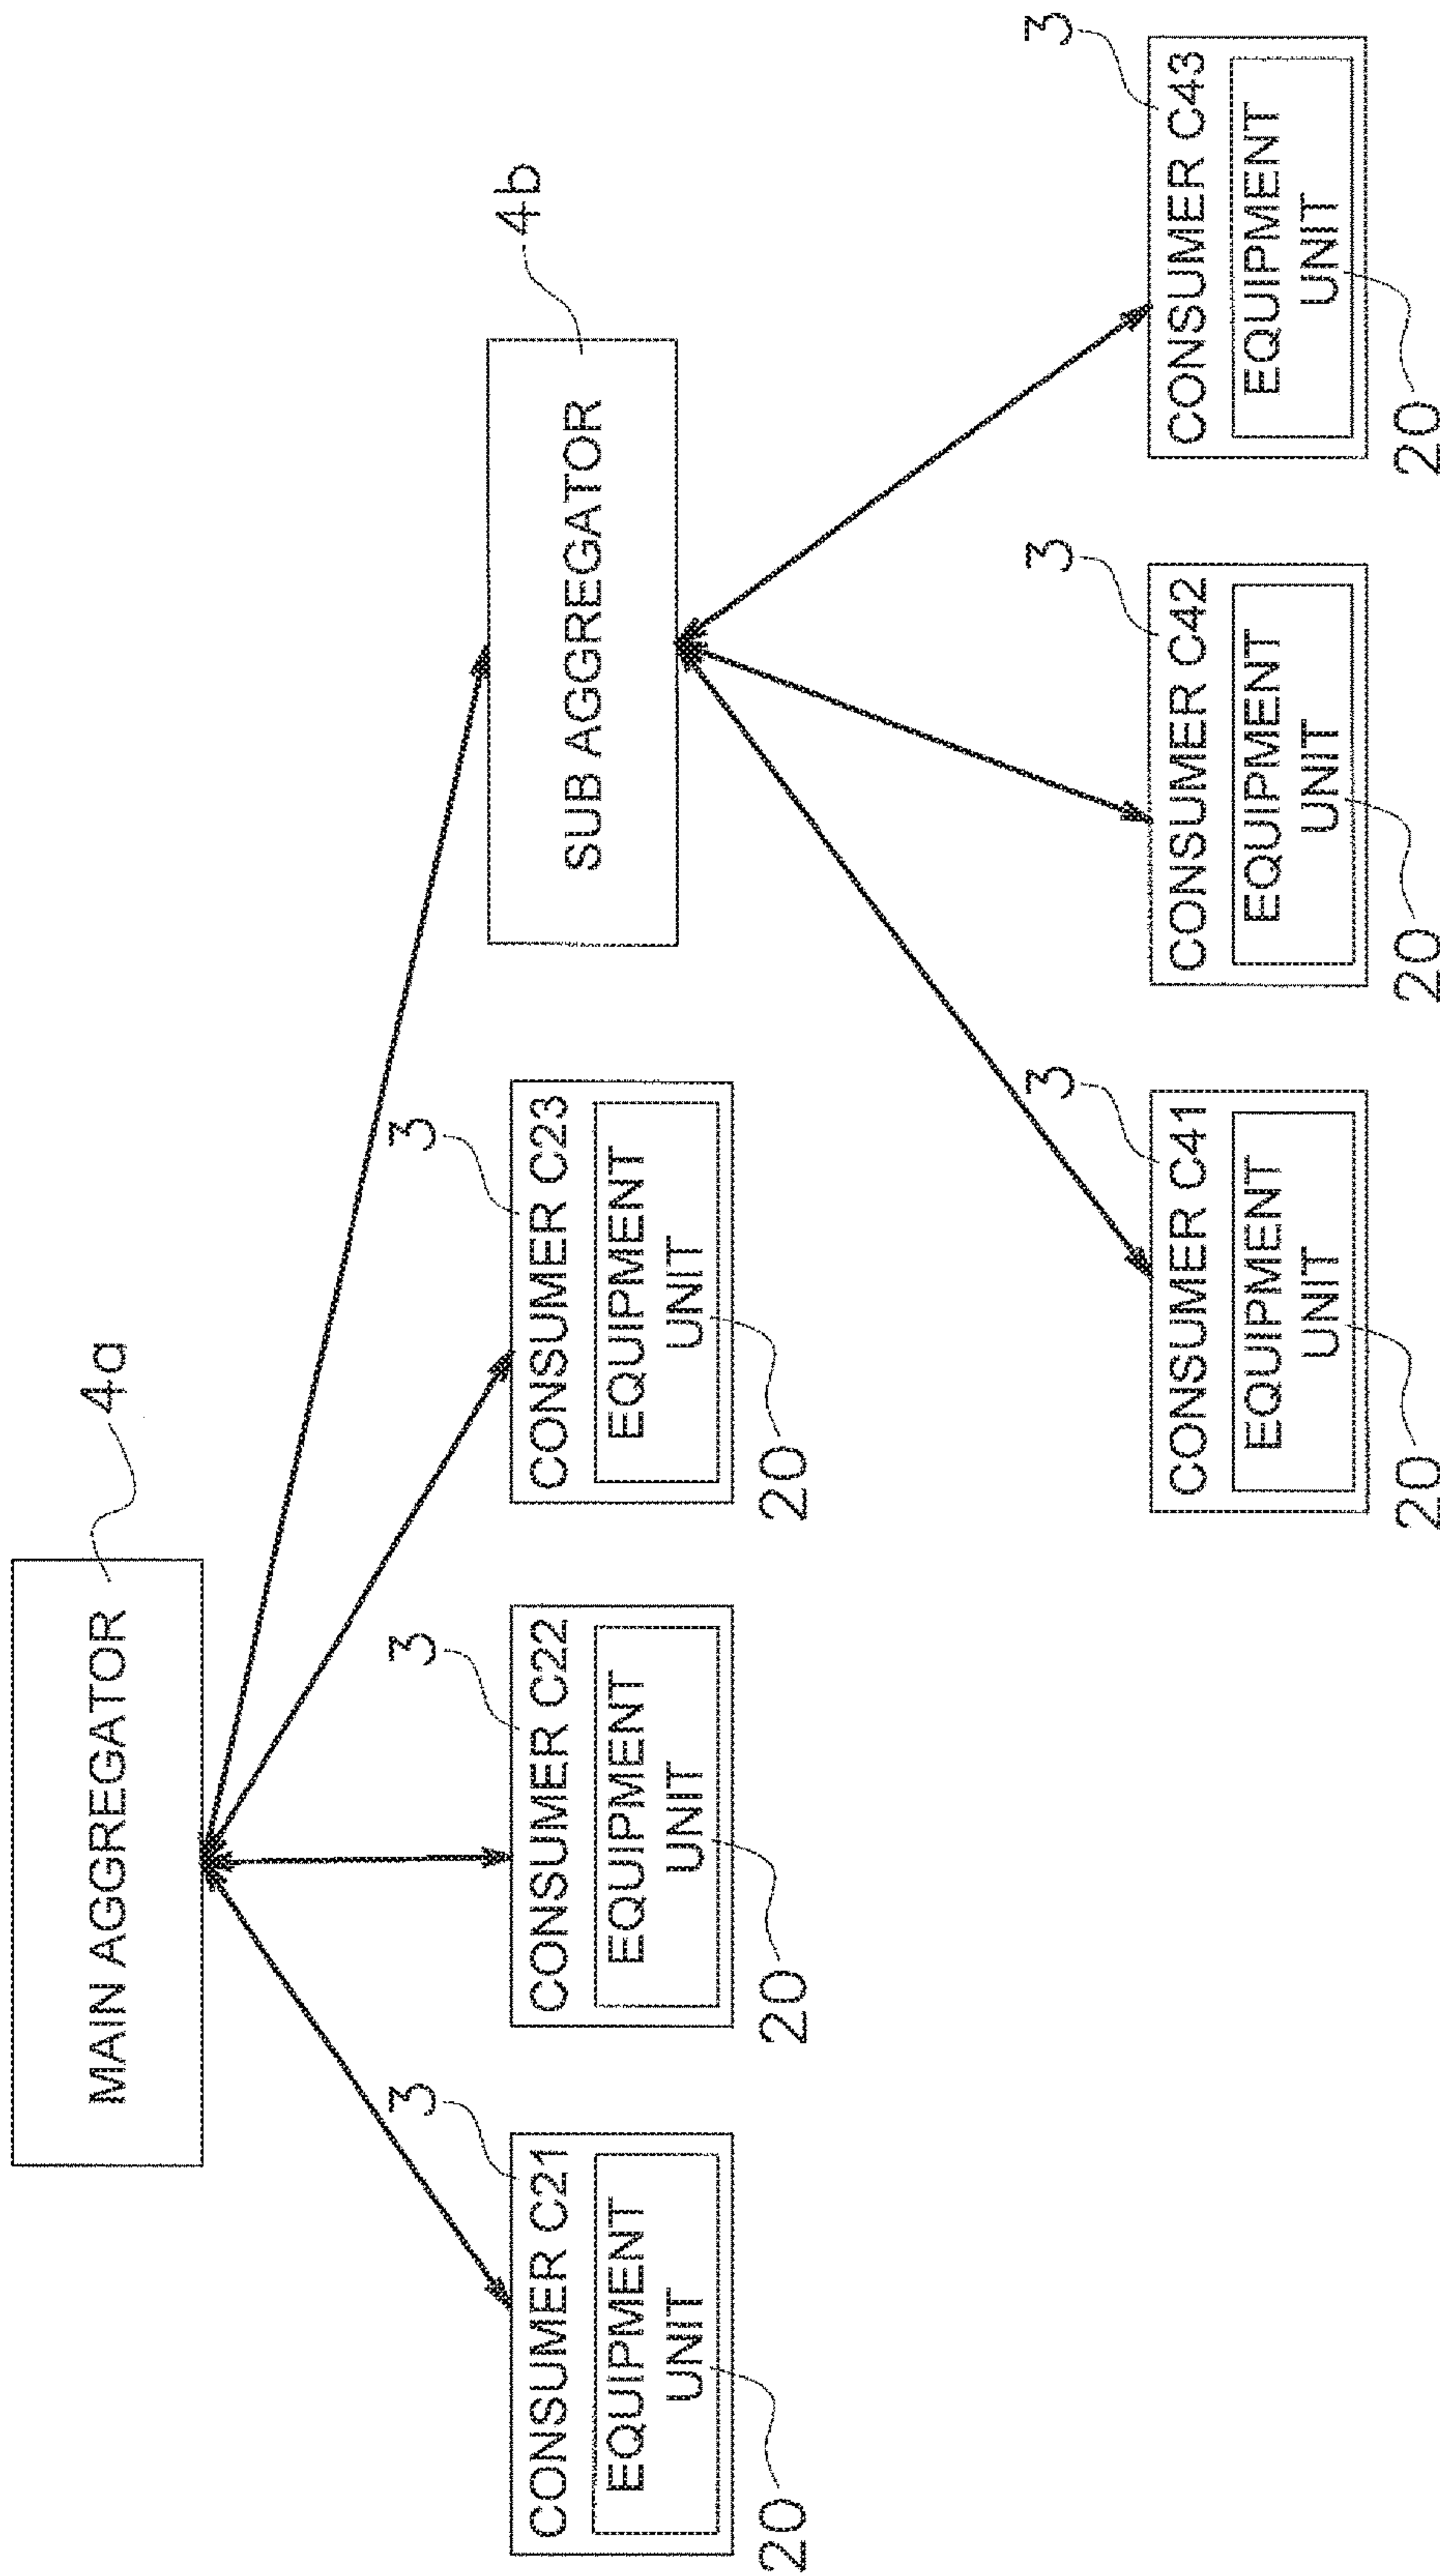 MAIN AGGREGATOR
4a
SUB AGGREGATOR
4b
3
CONSUMER C21
EQUIPMENT
UNIT
20
3
CONSUMER C22
EQUIPMENT
UNIT
20
3
CONSUMER C23
EQUIPMENT
UNIT
20
3
CONSUMER C41
EQUIPMENT
UNIT
20
3
CONSUMER C42
EQUIPMENT
UNIT
20
3
CONSUMER C43
EQUIPMENT
UNIT
20